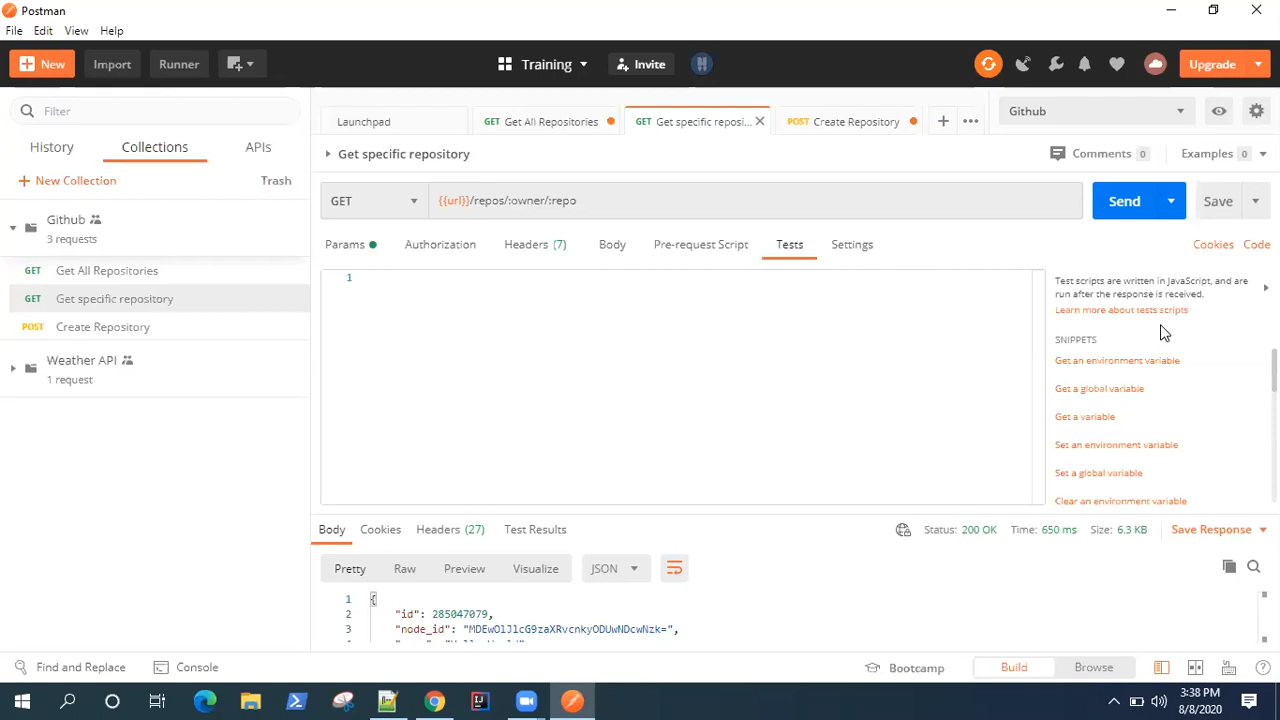 Postman
File Edit View Help
New Import Runner Training Invite Upgrade
Filter
History Collections APIs
New Collection Trash
Github
3 requests
GET Get All Repositories
GET Get specific repository
POST Create Repository
Weather API
1 request
Launchpad GET Get All Repositories GET Get specific reposi... POST Create Repository Github
Get specific repository Comments 0 Examples 0
GET {{url}}/repos/:owner/:repo Send Save
Params Authorization Headers (7) Body Pre-request Script Tests Settings Cookies Code
1
Test scripts are written in JavaScript, and are
run after the response is received.
Learn more about tests scripts
SNIPPETS
Get an environment variable
Get a global variable
Get a variable
Set an environment variable
Set a global variable
Clear an environment variable
Body Cookies Headers (27) Test Results Status: 200 OK Time: 650 ms Size: 6.3 KB Save Response
Pretty Raw Preview Visualize JSON
1 {
2 "id": 285047079,
3
Find and Replace Console Bootcamp Build Browse
3:38 PM
8/8/2020